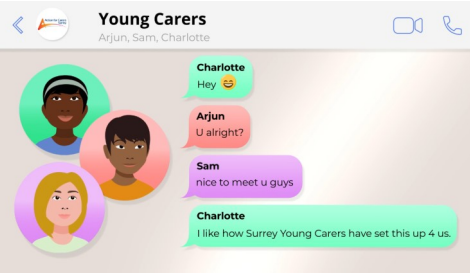 Young Carers
Arjun, Sam, Charlotte
Charlotte
Hey 😄
Arjun
U alright?
Sam
nice to meet u guys
Charlotte
I like how Surrey Young Carers have set this up 4 us.